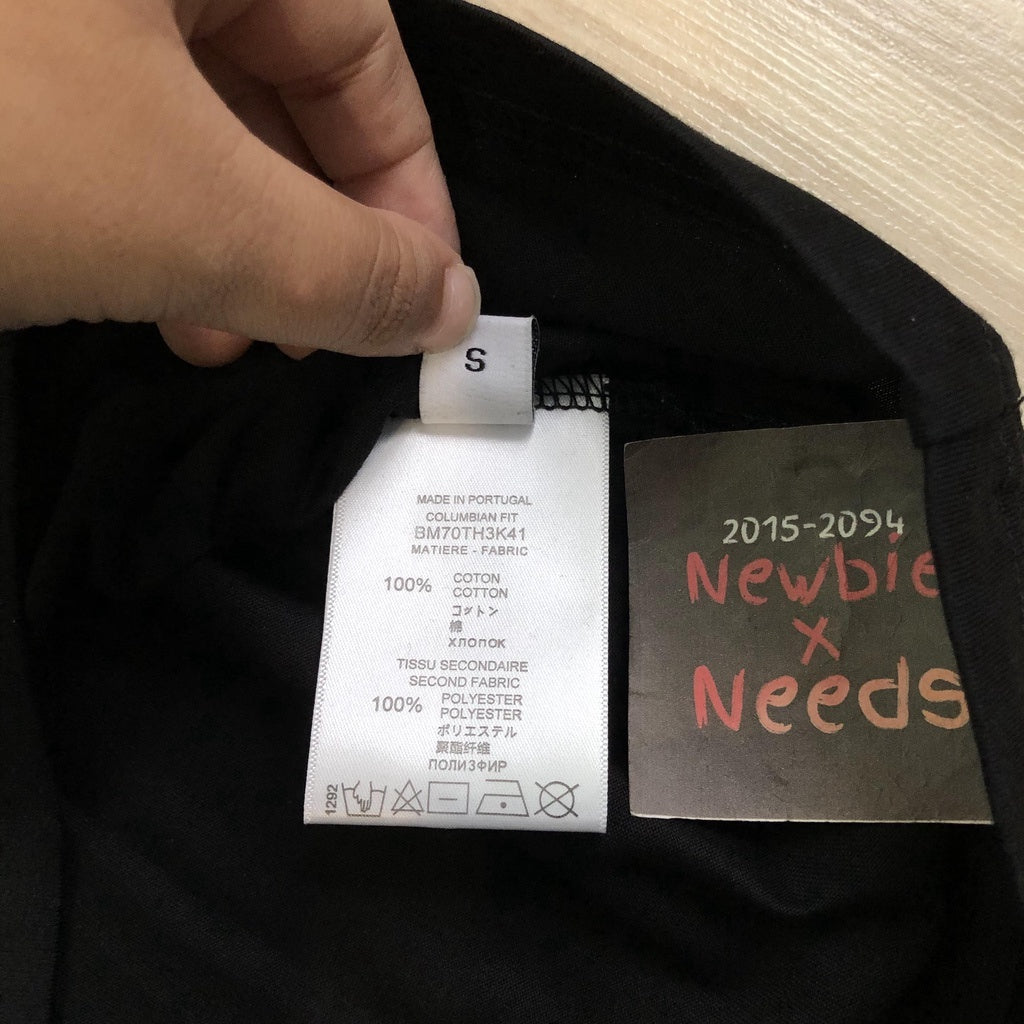 S
MADE IN PORTUGAL
COLUMBIAN FIT
BM70TH3K41
MATIERE - FABRIC
100% COTON
COTTON
コットン
棉
хлопок
TISSU SECONDAIRE
SECOND FABRIC
100% POLYESTER
POLYESTER
ポリエステル
聚酯纤维
ПОЛИЗФИР
1292
2015-2094
Newbie
x
Needs